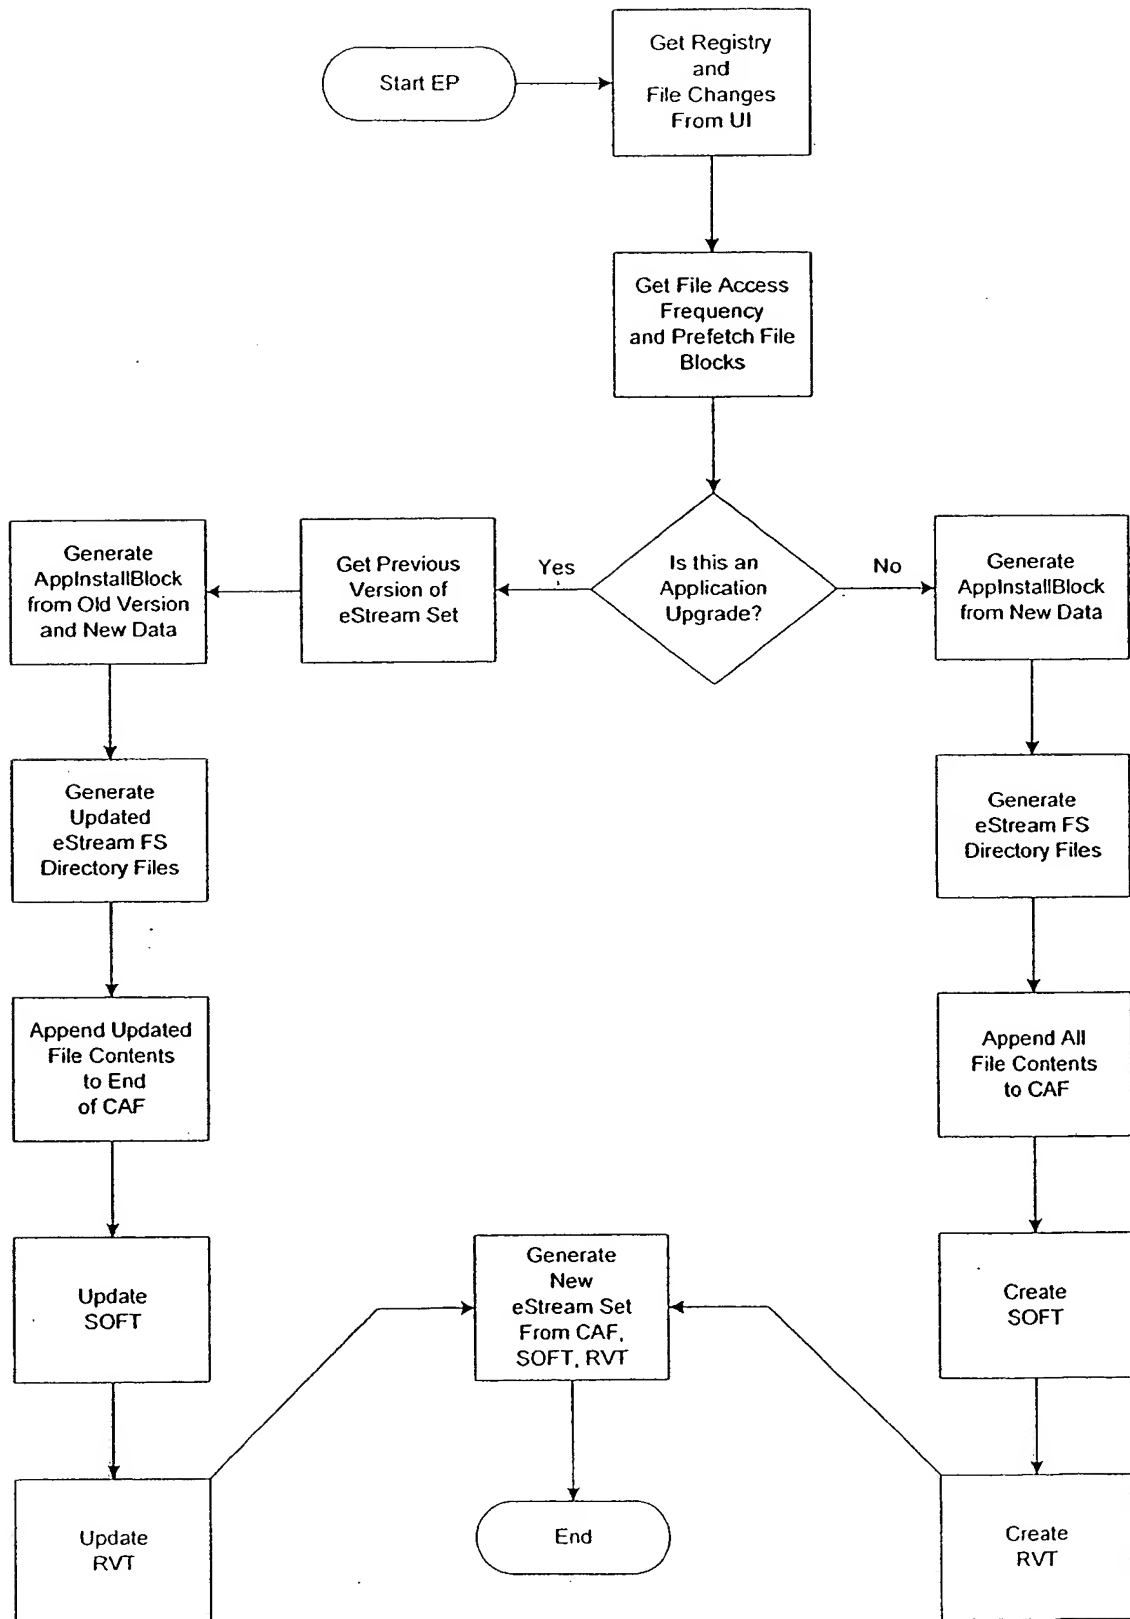 Start EP
Get Registry
and
File Changes
From UI
Get File Access
Frequency
and Prefetch File
Blocks
Is this an
Application
Upgrade?
Yes
No
Get Previous
Version of
eStream Set
Generate
AppInstallBlock
from Old Version
and New Data
Generate
Updated
eStream FS
Directory Files
Append Updated
File Contents
to End
of CAF
Update
SOFT
Update
RVT
Generate
AppInstallBlock
from New Data
Generate
eStream FS
Directory Files
Append All
File Contents
to CAF
Create
SOFT
Create
RVT
Generate
New
eStream Set
From CAF,
SOFT, RVT
End